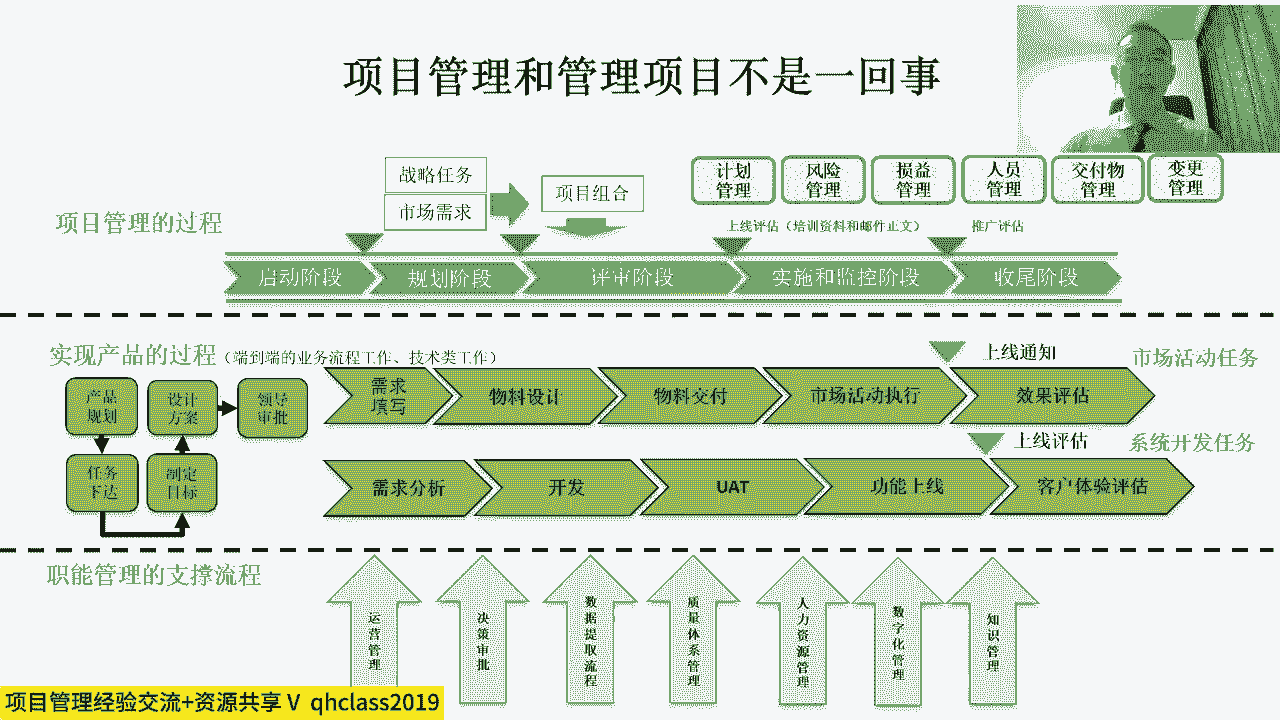 项目管理和管理项目不是一回事
战略任务
市场需求
项目组合
计划
管理
风险
管理
损益
管理
人员
管理
交付物
管理
变更
管理
项目管理的过程
上线评估（培训资料和邮件正文）
推广评估
启动阶段
规划阶段
评审阶段
实施和监控阶段
收尾阶段
实现产品的过程（端到端的业务流程工作、技术类工作）
上线通知
市场活动任务
产品
规划
设计
方案
领导
审批
任务
下达
制定
目标
需求
填写
物料设计
物料交付
市场活动执行
效果评估
上线评估
系统开发任务
需求分析
开发
UAT
功能上线
客户体验评估
职能管理的支撑流程
运营管理
决策审批
数据提取流程
质量体系管理
人力资源管理
数字化管理
知识管理
项目管理经验交流+资源共享 V qhclass2019